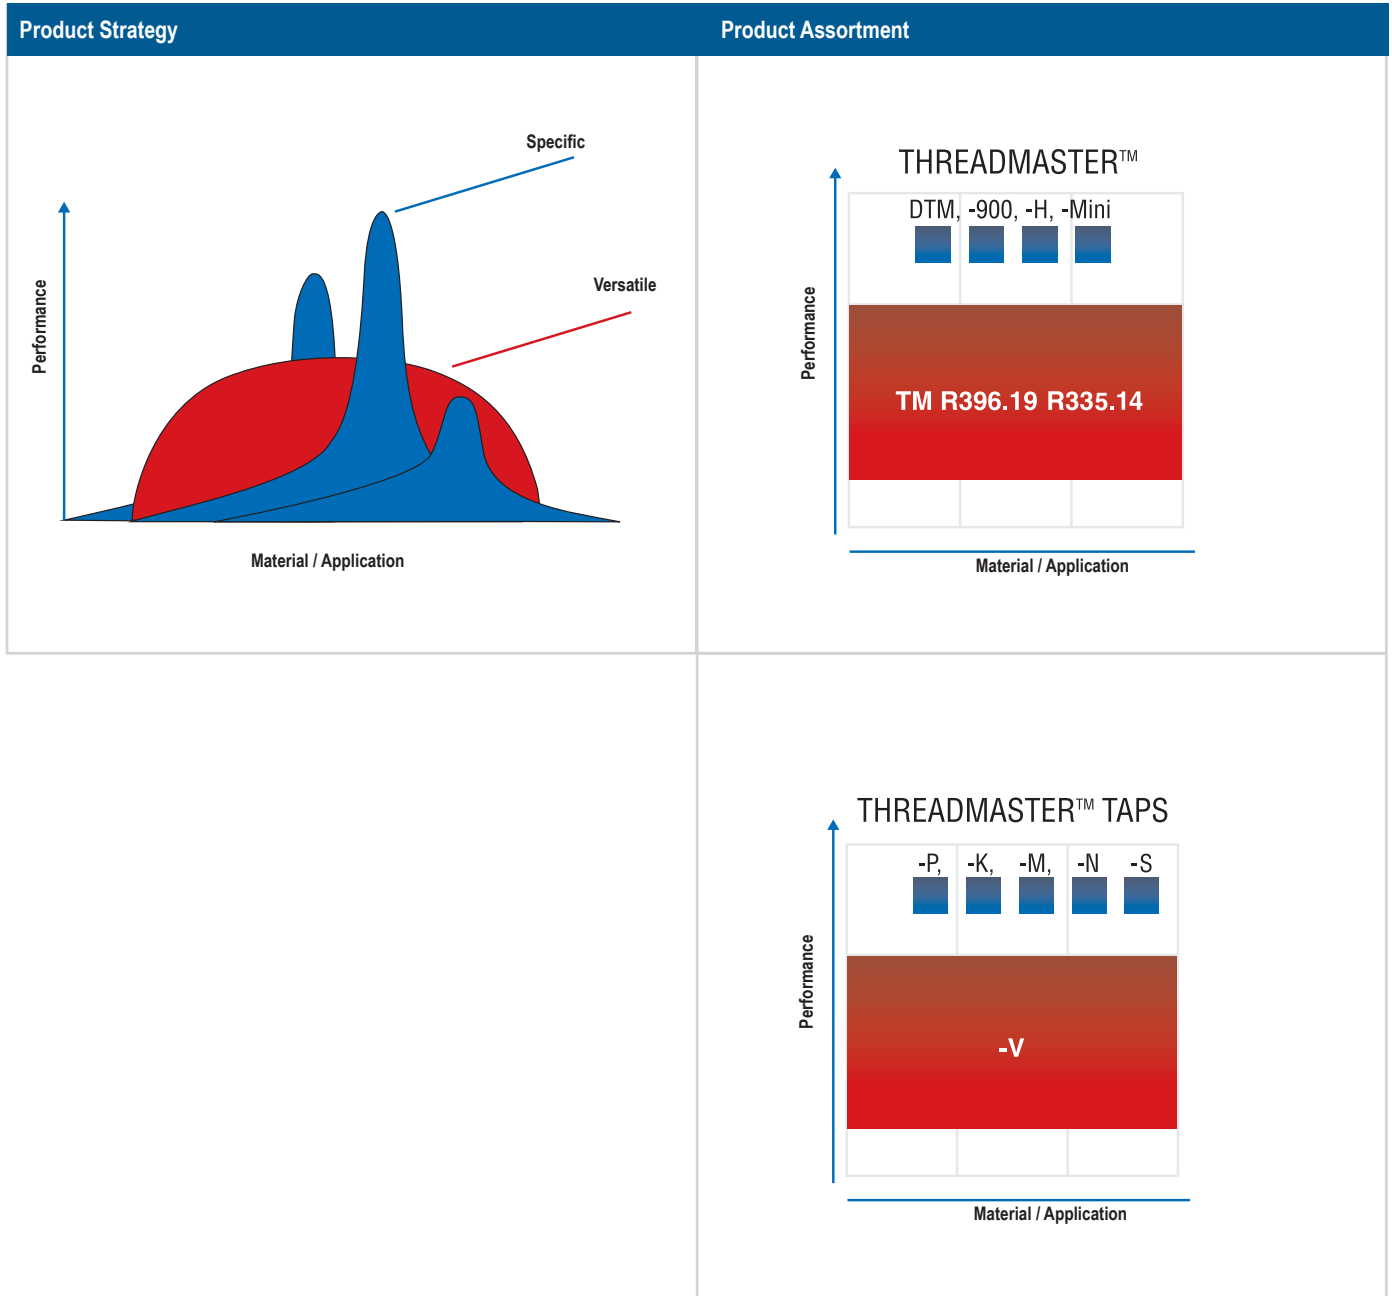 Product Strategy
Product Assortment
Specific
Versatile
Performance
Material / Application
THREADMASTER™
DTM, -900, -H, -Mini
Performance
TM R396.19 R335.14
Material / Application
THREADMASTER™ TAPS
-P, -K, -M, -N -S
Performance
-V
Material / Application